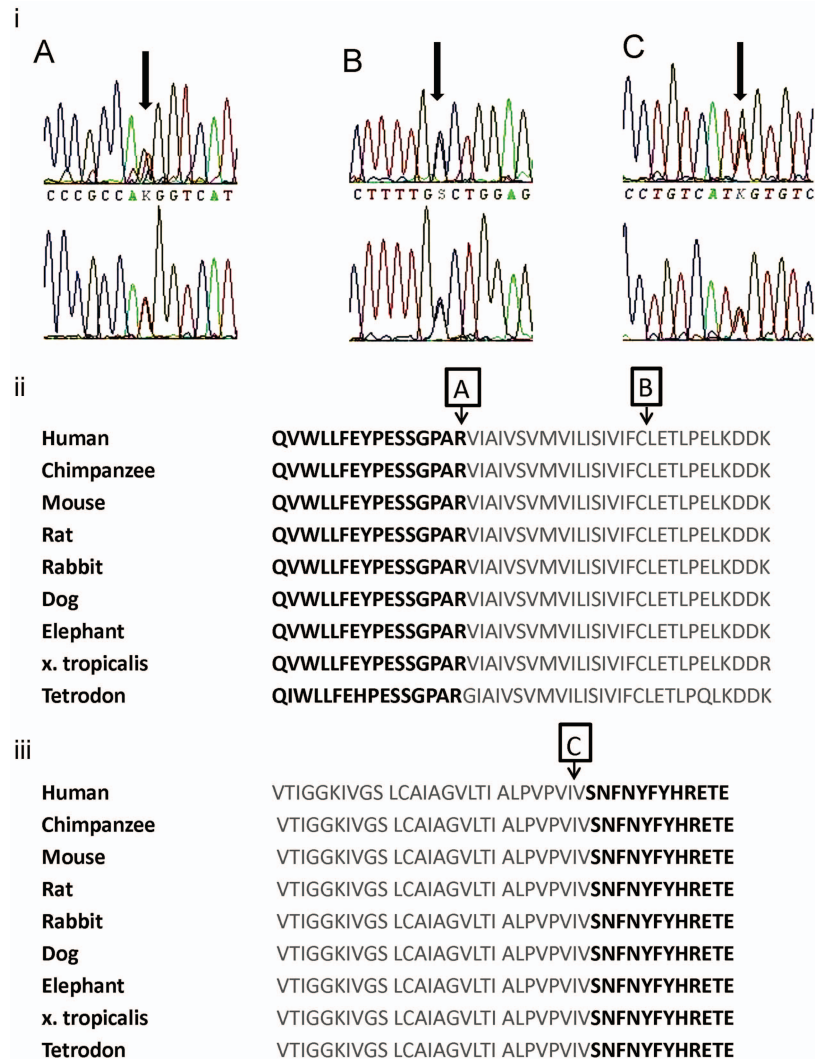 i
A
B
C
CCCGCCAKGGTCAT
CTTTTGSCTGGAG
CCTGTCATKGTGTC
ii
A
B
Human QVWLLFEYPESSGPARVIAIVSVMVILISIVIFCLETLPELKDDK
Chimpanzee QVWLLFEYPESSGPARVIAIVSVMVILISIVIFCLETLPELKDDK
Mouse QVWLLFEYPESSGPARVIAIVSVMVILISIVIFCLETLPELKDDK
Rat QVWLLFEYPESSGPARVIAIVSVMVILISIVIFCLETLPELKDDK
Rabbit QVWLLFEYPESSGPARVIAIVSVMVILISIVIFCLETLPELKDDK
Dog QVWLLFEYPESSGPARVIAIVSVMVILISIVIFCLETLPELKDDK
Elephant QVWLLFEYPESSGPARVIAIVSVMVILISIVIFCLETLPELKDDK
x. tropicalis QVWLLFEYPESSGPARVIAIVSVMVILISIVIFCLETLPELKDDR
Tetrodon QIWLLFEHPESSGPARGIAIVSVMVILISIVIFCLETLPQLKDDK
iii
C
Human VTIGGKIVGS LCAIAGVLTI ALPVPVIVSNFNYFYHRETE
Chimpanzee VTIGGKIVGS LCAIAGVLTI ALPVPVIVSNFNYFYHRETE
Mouse VTIGGKIVGS LCAIAGVLTI ALPVPVIVSNFNYFYHRETE
Rat VTIGGKIVGS LCAIAGVLTI ALPVPVIVSNFNYFYHRETE
Rabbit VTIGGKIVGS LCAIAGVLTI ALPVPVIVSNFNYFYHRETE
Dog VTIGGKIVGS LCAIAGVLTI ALPVPVIVSNFNYFYHRETE
Elephant VTIGGKIVGS LCAIAGVLTI ALPVPVIVSNFNYFYHRETE
x. tropicalis VTIGGKIVGS LCAIAGVLTI ALPVPVIVSNFNYFYHRETE
Tetrodon VTIGGKIVGS LCAIAGVLTI ALPVPVIVSNFNYFYHRETE